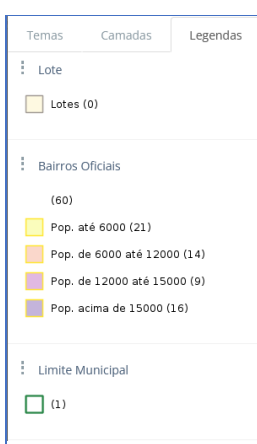 Temas Camadas Legendas
Lote
Lotes (0)
Bairros Oficiais
(60)
Pop. até 6000 (21)
Pop. de 6000 até 12000 (14)
Pop. de 12000 até 15000 (9)
Pop. acima de 15000 (16)
Limite Municipal
(1)